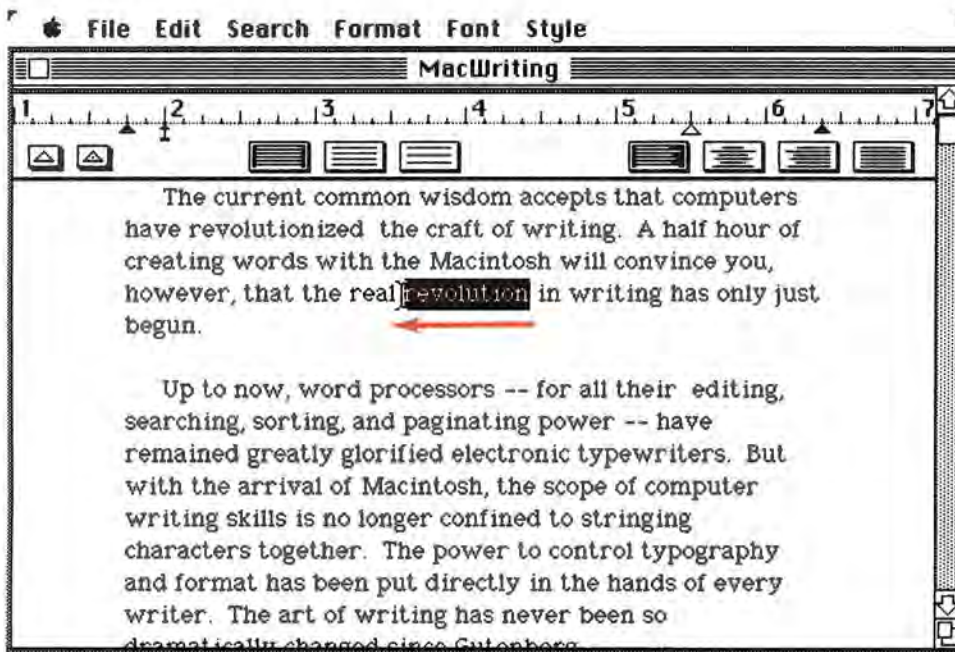 File Edit Search Format Font Style
MacWriting
1 2 3 4 5 6 7
The current common wisdom accepts that computers
have revolutionized the craft of writing. A half hour of
creating words with the Macintosh will convince you,
however, that the real revolution in writing has only just
begun.
Up to now, word processors -- for all their editing,
searching, sorting, and paginating power -- have
remained greatly glorified electronic typewriters. But
with the arrival of Macintosh, the scope of computer
writing skills is no longer confined to stringing
characters together. The power to control typography
and format has been put directly in the hands of every
writer. The art of writing has never been so
dramatically changed since Gutenberg